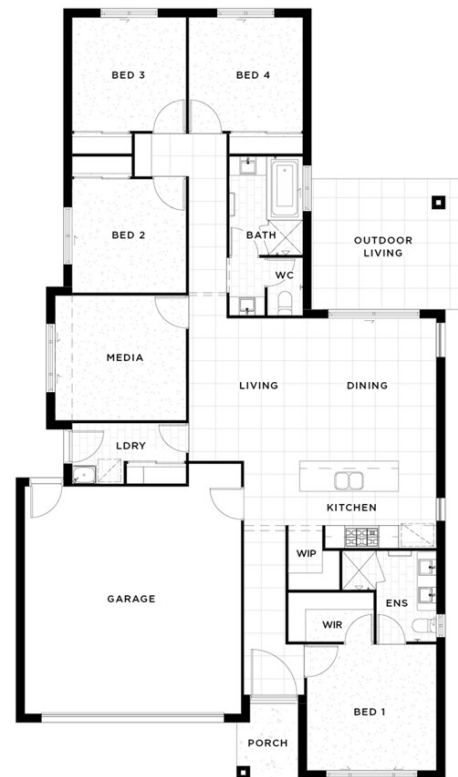 BED 3
BED 4
BED 2
BATH
OUTDOOR
LIVING
WC
MEDIA
LIVING
DINING
LDRY
KITCHEN
WIP
GARAGE
ENS
WIR
BED 1
PORCH